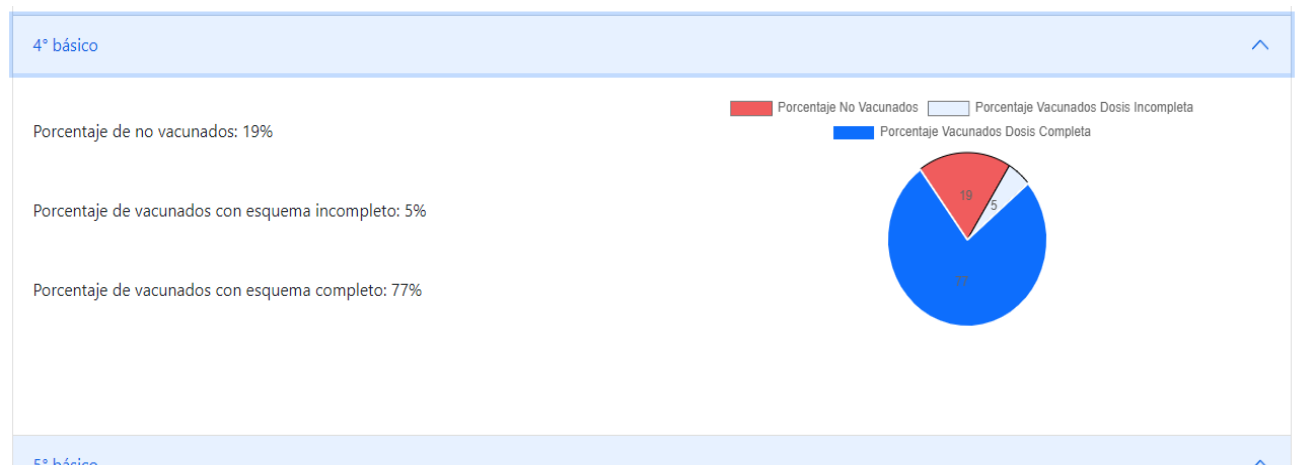 4° básico
Porcentaje de no vacunados: 19%
Porcentaje de vacunados con esquema incompleto: 5%
Porcentaje de vacunados con esquema completo: 77%
Porcentaje No Vacunados Porcentaje Vacunados Dosis Incompleta
Porcentaje Vacunados Dosis Completa
19
5
77
5° básico